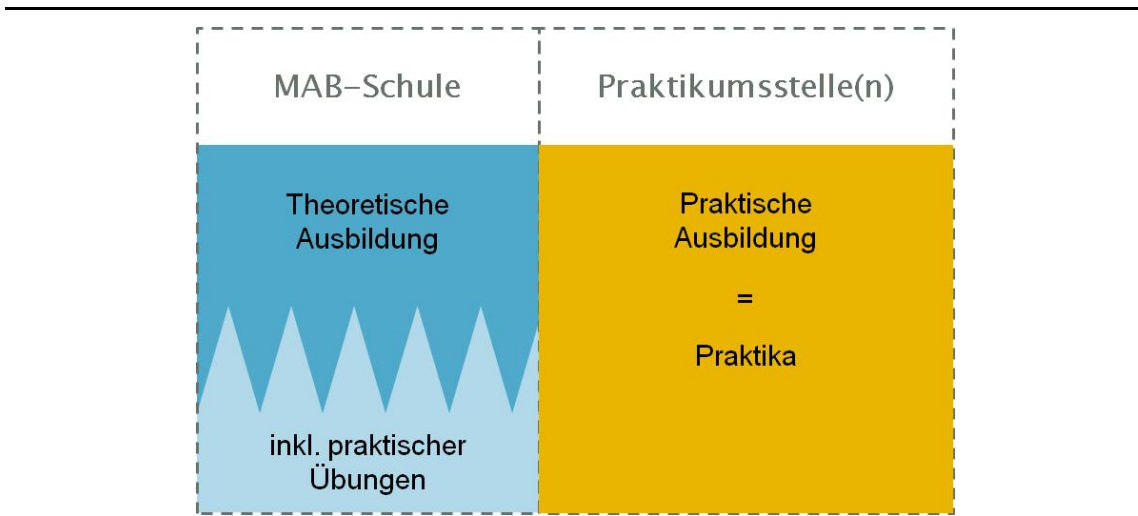 MAB-Schule
Praktikumsstelle(n)
Theoretische
Ausbildung
inkl. praktischer
Übungen
Praktische
Ausbildung
=
Praktika